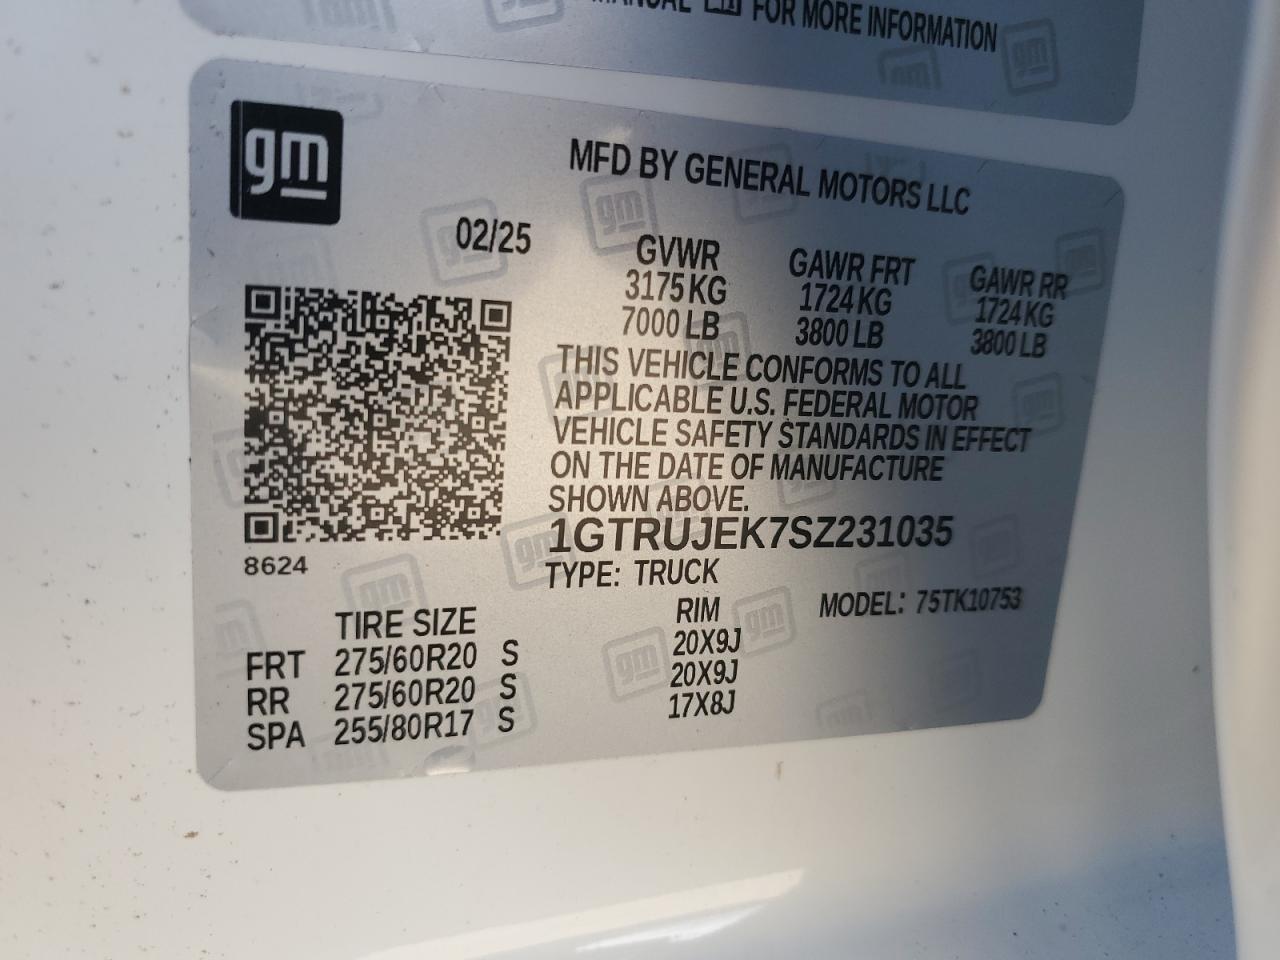 MANUAL FOR MORE INFORMATION
gm
MFD BY GENERAL MOTORS LLC
02/25
GVWR GAWR FRT GAWR RR
3175 KG 1724 KG 1724 KG
7000 LB 3800 LB 3800 LB
THIS VEHICLE CONFORMS TO ALL
APPLICABLE U.S. FEDERAL MOTOR
VEHICLE SAFETY STANDARDS IN EFFECT
ON THE DATE OF MANUFACTURE
SHOWN ABOVE.
1GTRUJEK7SZ231035
8624
TYPE: TRUCK
MODEL: 75TK10753
TIRE SIZE RIM
FRT 275/60R20 S 20X9J
RR 275/60R20 S 20X9J
SPA 255/80R17 S 17X8J